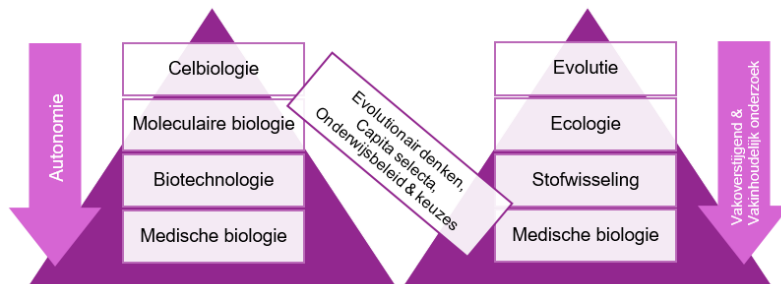 Autonomie
Celbiologie
Moleculaire biologie
Biotechnologie
Medische biologie
Evolutionair denken,
Capita selecta,
Onderwijsbeleid & keuzes
Evolutie
Ecologie
Stofwisseling
Medische biologie
Vakoverstijgend &
Vakinhoudelijk onderzoek